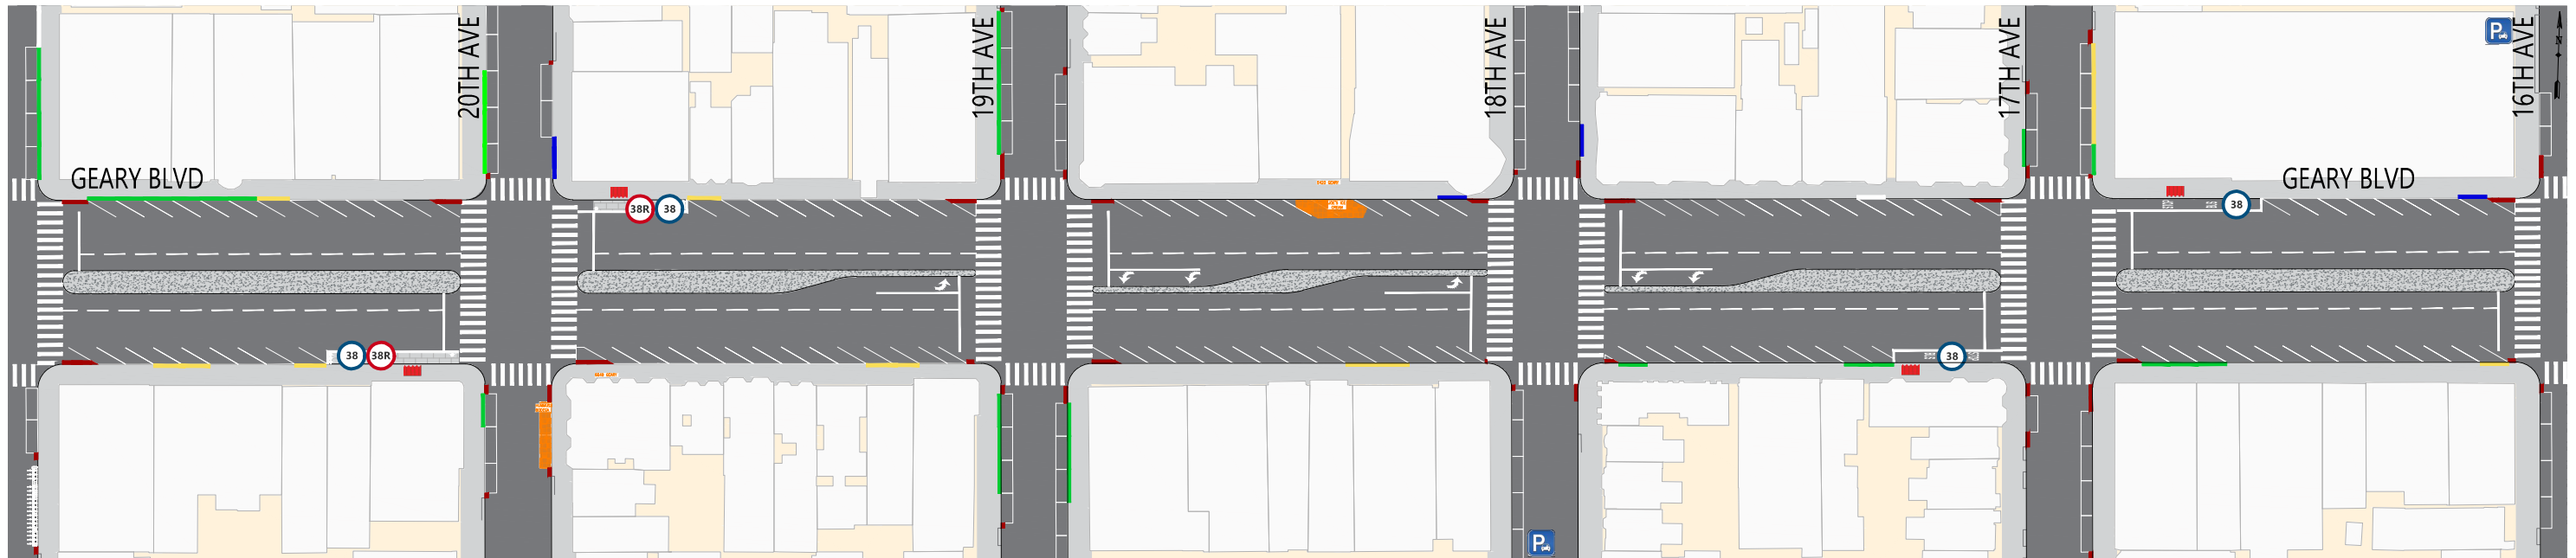 20TH AVE
19TH AVE
18TH AVE
17TH AVE
16TH AVE
P
N
GEARY BLVD
GEARY BLVD
38R 38
38
38 38R
38
P